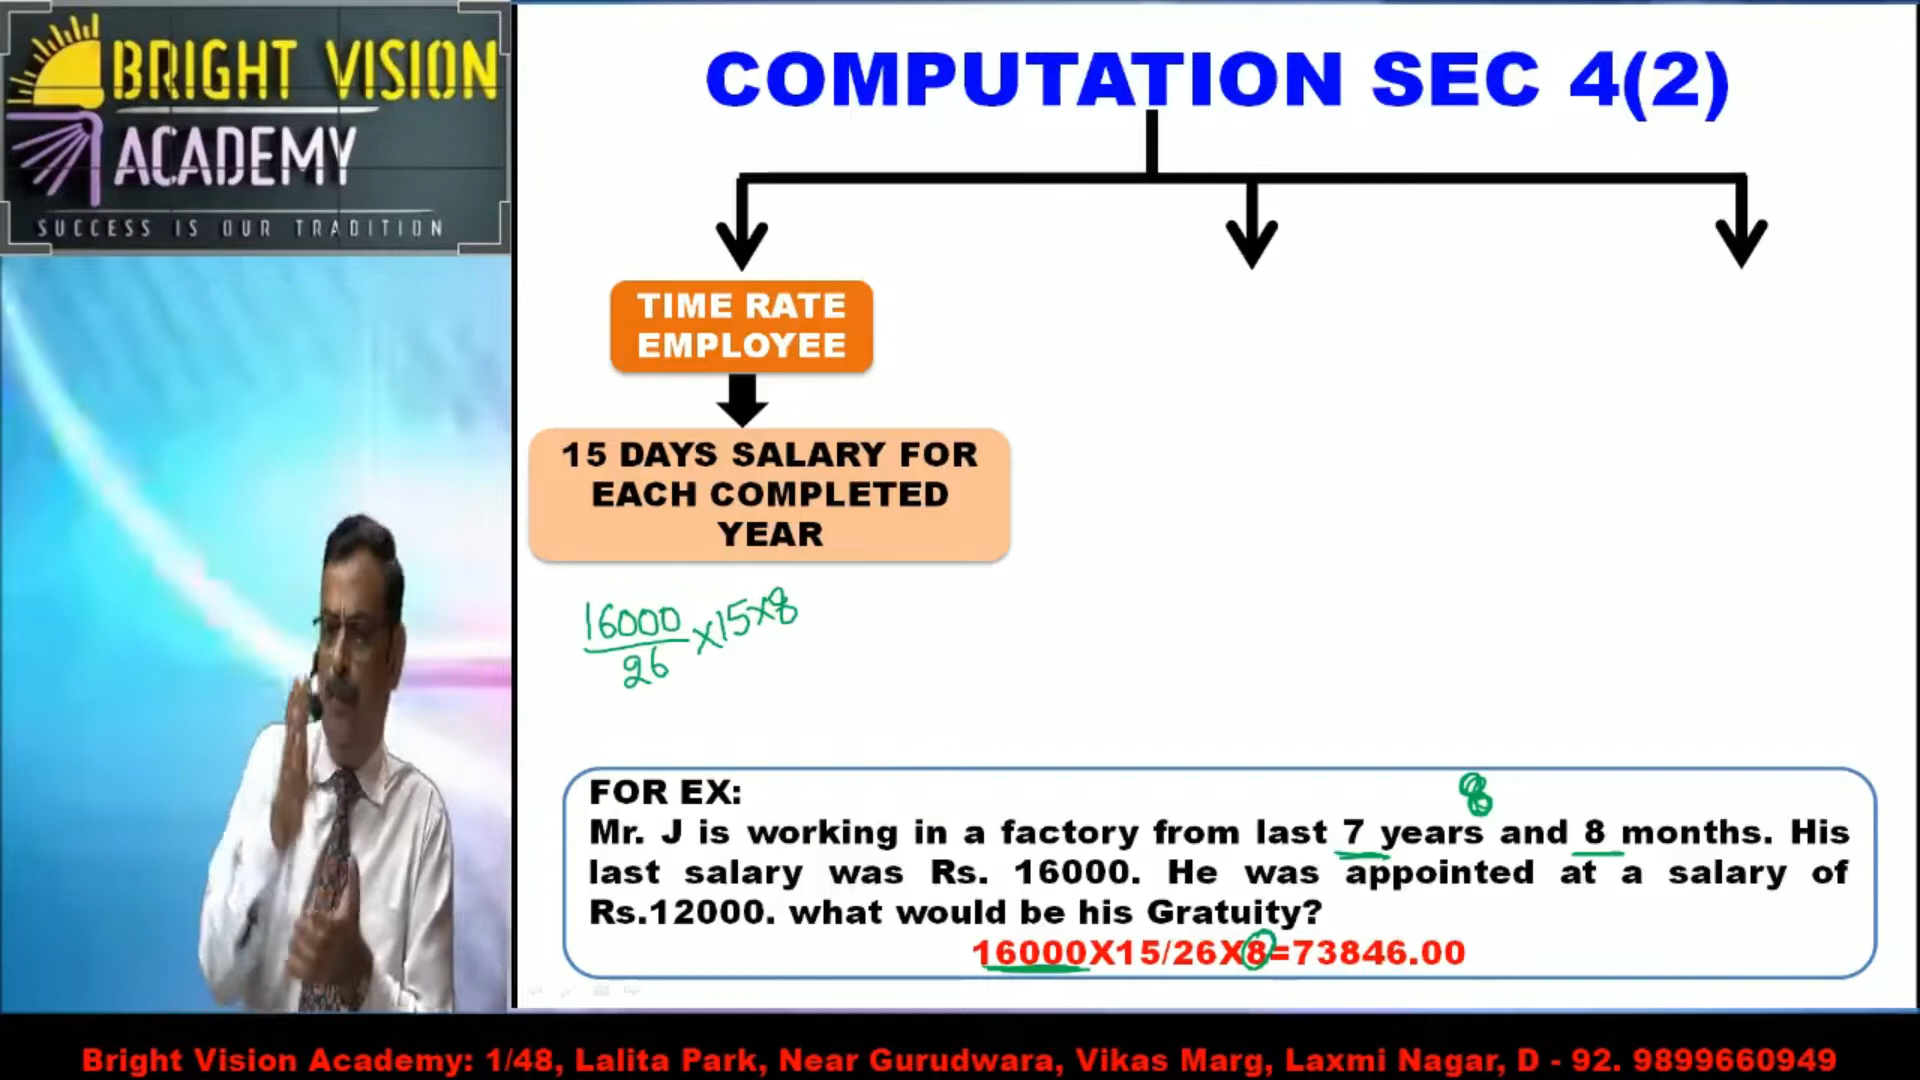 BRIGHT VISION
ACADEMY
SUCCESS IS OUR TRADITION
COMPUTATION SEC 4(2)
TIME RATE
EMPLOYEE
15 DAYS SALARY FOR
EACH COMPLETED
YEAR
16000/26 ×15×8
FOR EX:
8
Mr. J is working in a factory from last 7 years and 8 months. His
last salary was Rs. 16000. He was appointed at a salary of
Rs.12000. what would be his Gratuity?
16000X15/26X8=73846.00
Bright Vision Academy: 1/48, Lalita Park, Near Gurudwara, Vikas Marg, Laxmi Nagar, D - 92. 9899660949